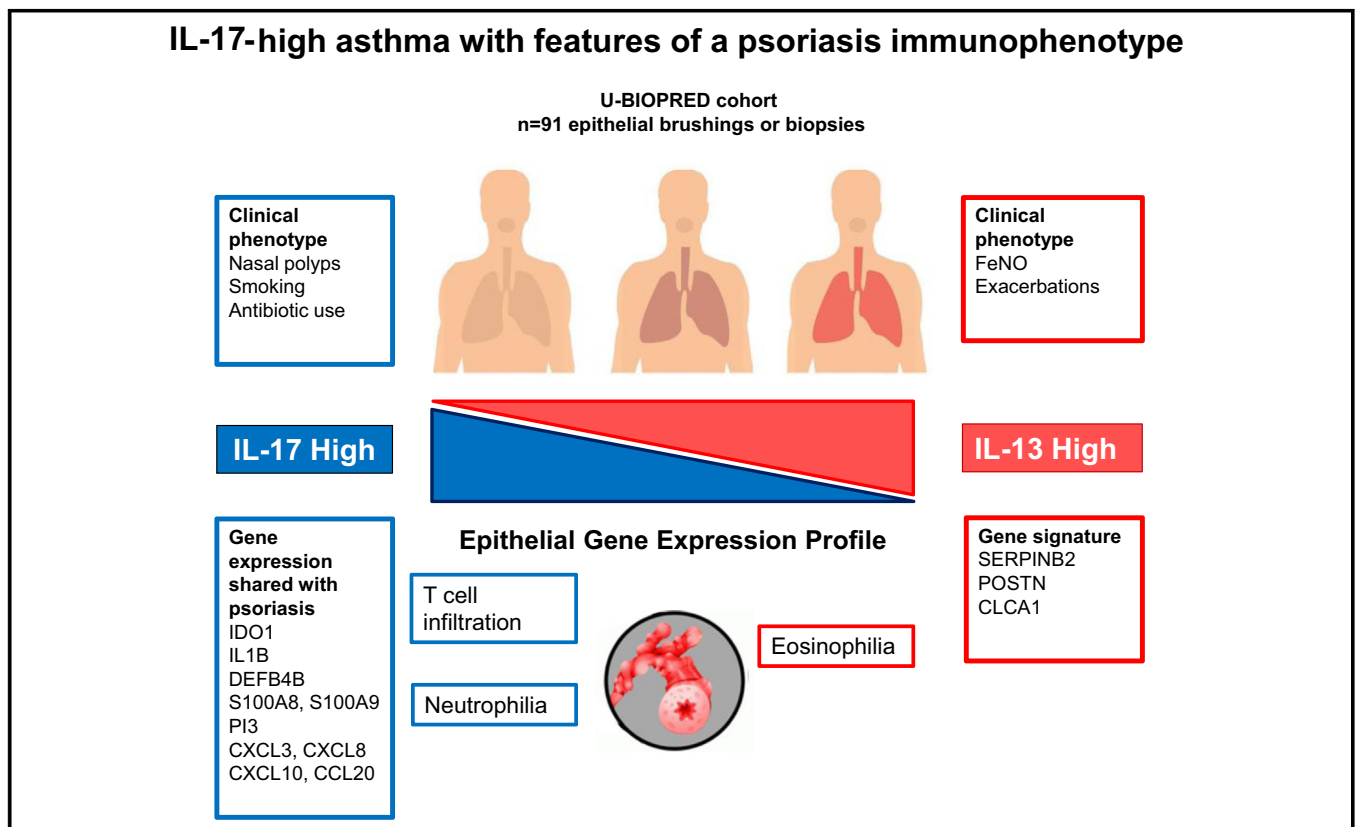 IL-17-high asthma with features of a psoriasis immunophenotype
U-BIOPRED cohort
n=91 epithelial brushings or biopsies
Clinical
phenotype
Nasal polyps
Smoking
Antibiotic use
Clinical
phenotype
FeNO
Exacerbations
IL-17 High
IL-13 High
Gene
expression
shared with
psoriasis
IDO1
IL1B
DEFB4B
S100A8, S100A9
PI3
CXCL3, CXCL8
CXCL10, CCL20
Epithelial Gene Expression Profile
T cell
infiltration
Neutrophilia
Eosinophilia
Gene signature
SERPINB2
POSTN
CLCA1